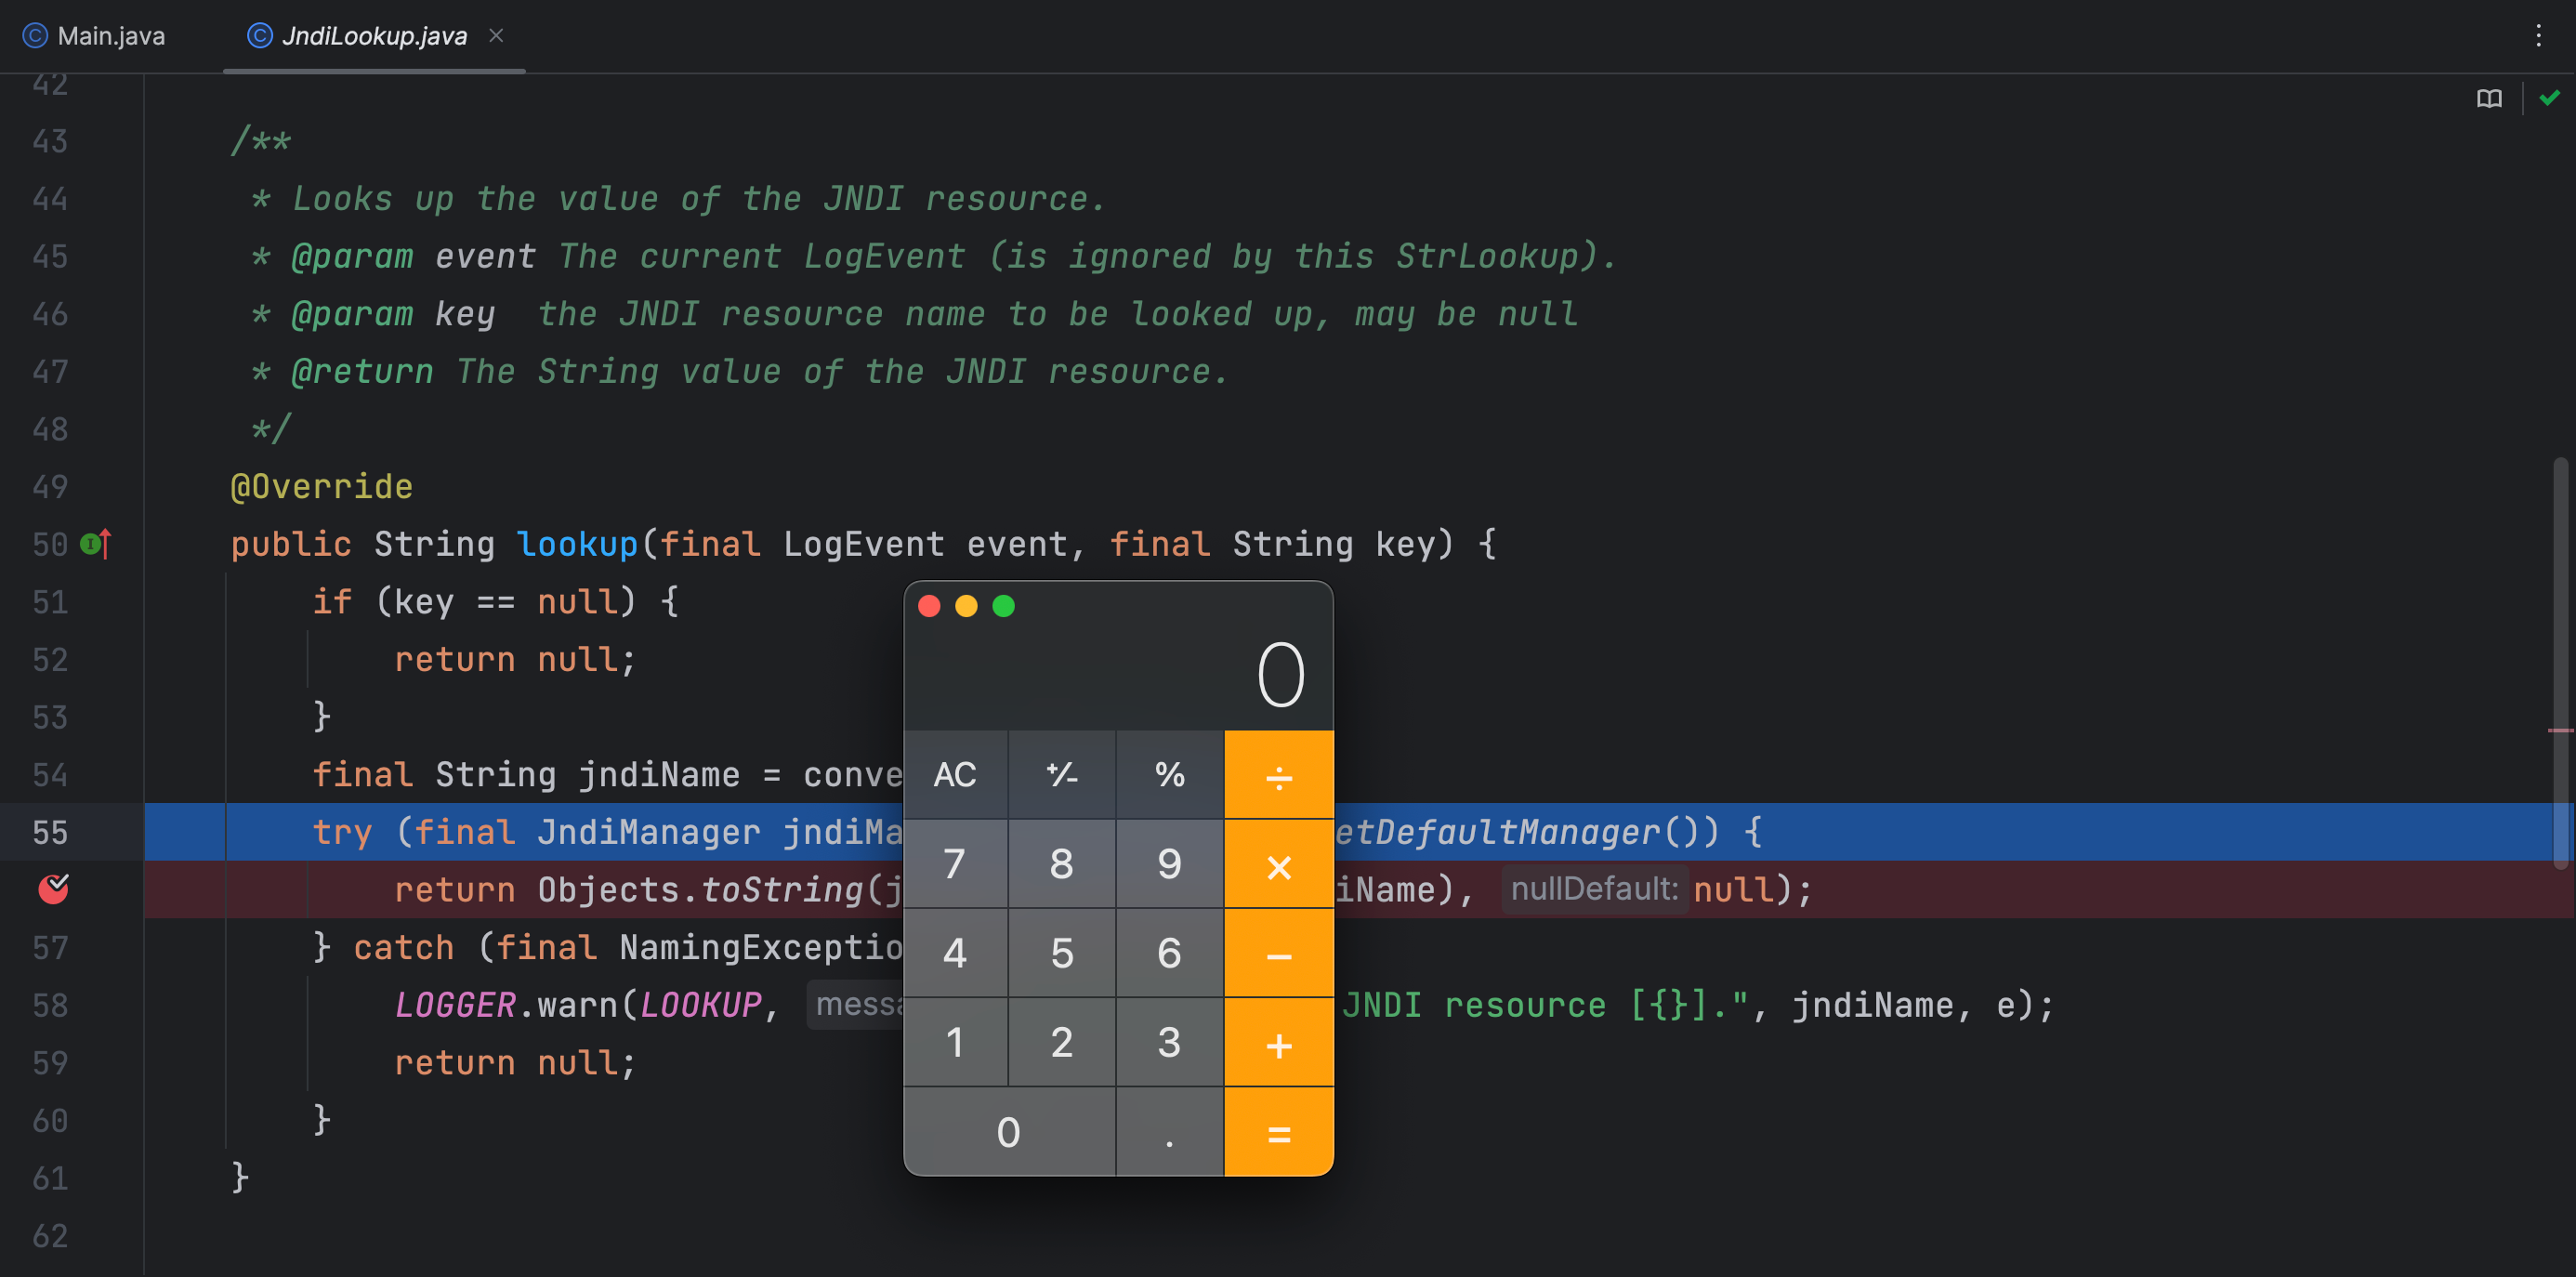 Main.java
JndiLookup.java
42
43 /**
44 * Looks up the value of the JNDI resource.
45 * @param event The current LogEvent (is ignored by this StrLookup).
46 * @param key  the JNDI resource name to be looked up, may be null
47 * @return The String value of the JNDI resource.
48 */
49 @Override
50 public String lookup(final LogEvent event, final String key) {
51 if (key == null) {
52 return null;
53 }
54 final String jndiName = conve
55 try (final JndiManager jndiMa etDefaultManager()) {
return Objects.toString(j iName), nullDefault: null);
57 } catch (final NamingExceptio
58 LOGGER.warn(LOOKUP, messa JNDI resource [{}].", jndiName, e);
59 return null;
60 }
61 }
62
0
AC +/- % ÷
7 8 9 ×
4 5 6 −
1 2 3 +
0 . =